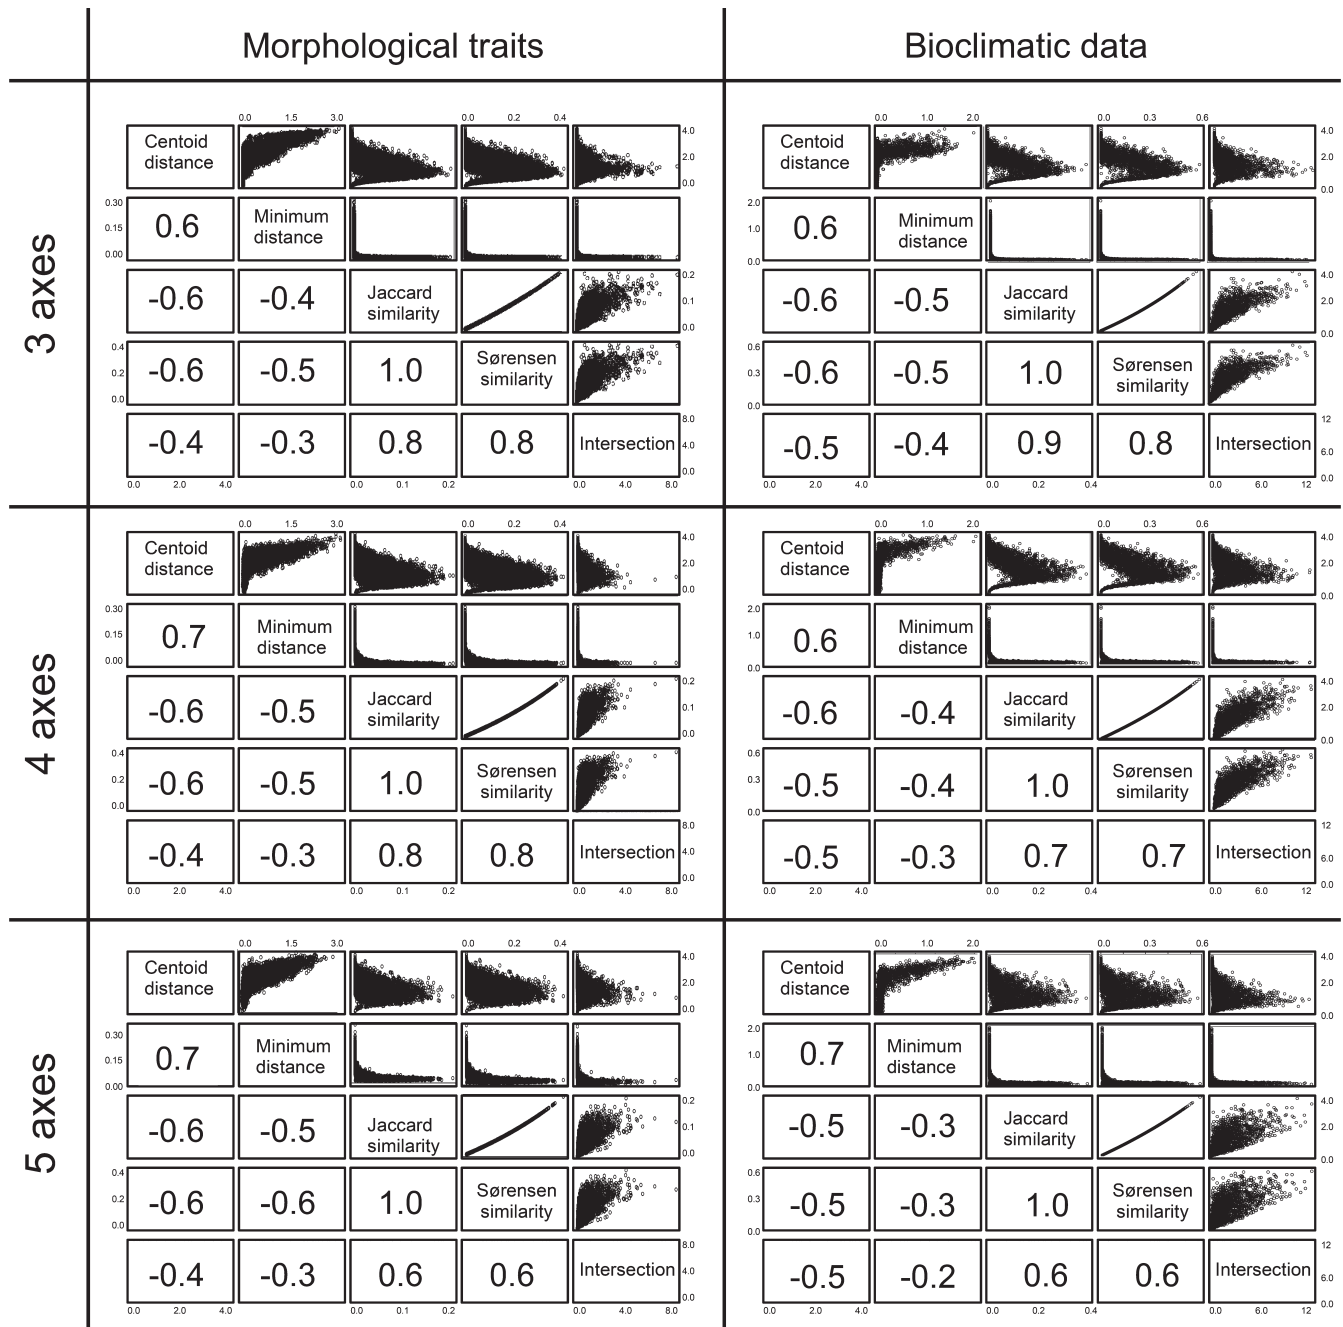 Morphological traits
Bioclimatic data
3 axes
0.0 1.5 3.0 0.2 0.4
Centoid
distance
4.0
2.0
0.0
0.30
0.15
0.00
0.6
Minimum
distance
-0.6 -0.4
Jaccard
similarity
0.2
0.1
0.0
0.4
0.2
0.0
-0.6 -0.5 1.0
Sørensen
similarity
-0.4 -0.3 0.8 0.8
Intersection
8.0
4.0
0.0
0.0 2.0 4.0 0.0 0.1 0.2 0.0 4.0 8.0
0.0 1.0 2.0 0.0 0.3 0.6
Centoid
distance
4.0
2.0
0.0
2.0
1.0
0.0
0.6
Minimum
distance
-0.6 -0.5
Jaccard
similarity
4.0
2.0
0.0
0.6
0.3
0.0
-0.6 -0.5 1.0
Sørensen
similarity
-0.5 -0.4 0.9 0.8
Intersection
12
6.0
0.0
0.0 2.0 4.0 0.0 0.2 0.4 0.0 6.0 12
4 axes
0.0 1.5 3.0 0.0 0.2 0.4
Centoid
distance
4.0
2.0
0.0
0.30
0.15
0.00
0.7
Minimum
distance
-0.6 -0.5
Jaccard
similarity
0.2
0.1
0.0
0.4
0.2
0.0
-0.6 -0.5 1.0
Sørensen
similarity
-0.4 -0.3 0.8 0.8
Intersection
8.0
4.0
0.0
0.0 2.0 4.0 0.0 0.1 0.2 0.0 4.0 8.0
0.0 1.0 2.0 0.0 0.3 0.6
Centoid
distance
4.0
2.0
0.0
2.0
1.0
0.0
0.6
Minimum
distance
-0.6 -0.4
Jaccard
similarity
4.0
2.0
0.0
0.6
0.3
0.0
-0.5 -0.4 1.0
Sørensen
similarity
-0.5 -0.3 0.7 0.7
Intersection
12
6.0
0.0
0.0 2.0 4.0 0.0 0.2 0.4 0.0 6.0 12
5 axes
0.0 1.5 3.0 0.2 0.4
Centoid
distance
4.0
2.0
0.0
0.30
0.15
0.00
0.7
Minimum
distance
-0.6 -0.5
Jaccard
similarity
0.2
0.1
0.0
0.4
0.2
0.0
-0.6 -0.6 1.0
Sørensen
similarity
-0.4 -0.3 0.6 0.6
Intersection
8.0
4.0
0.0
0.0 2.0 4.0 0.0 0.1 0.2 0.0 4.0 8.0
0.0 1.0 2.0 0.0 0.3 0.6
Centoid
distance
4.0
2.0
0.0
2.0
1.0
0.0
0.7
Minimum
distance
-0.5 -0.3
Jaccard
similarity
4.0
2.0
0.0
0.6
0.3
0.0
-0.5 -0.3 1.0
Sørensen
similarity
-0.5 -0.2 0.6 0.6
Intersection
12
6.0
0.0
0.0 2.0 4.0 0.0 0.2 0.4 0.0 6.0 12